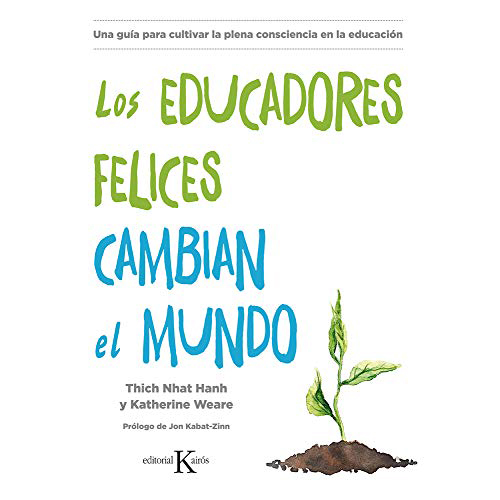 Una guía para cultivar la plena consciencia en la educación
Los EDUCADORES
FELICES
CAMBIAN
el MUNDO
Thich Nhat Hanh
y Katherine Weare
Prólogo de Jon Kabat-Zinn
editorial Kairós